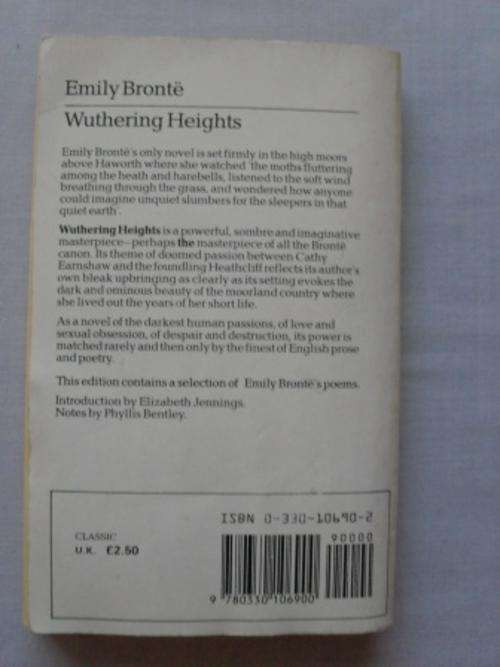 Emily Brontë
Wuthering Heights
Emily Brontë's only novel is set firmly in the high moors
above Haworth where she watched 'the moths fluttering
among the heath and harebells, listened to the soft wind
breathing through the grass, and wondered how anyone
could imagine unquiet slumbers for the sleepers in that
quiet earth'.
Wuthering Heights is a powerful, sombre and imaginative
masterpiece–perhaps the masterpiece of all the Brontë
canon. Its theme of doomed passion between Cathy
Earnshaw and the foundling Heathcliff reflects its author's
own bleak upbringing as clearly as its setting evokes the
dark and ominous beauty of the moorland country where
she lived out the years of her short life.
As a novel of the darkest human passions, of love and
sexual obsession, of despair and destruction, its power is
matched rarely and then only by the finest of English prose
and poetry.
This edition contains a selection of Emily Brontë's poems.
Introduction by Elizabeth Jennings.
Notes by Phyllis Bentley.
ISBN 0-330-10690-2
CLASSIC
U.K. £2.50
90000
9 780330 106900